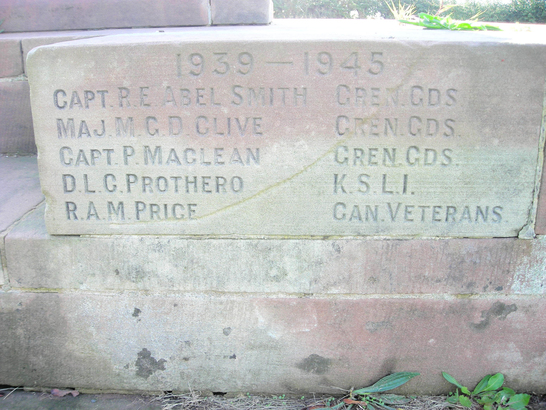 1939 — 1945
CAPT. R. E. ABEL SMITH GREN. GDS
MAJ. M. G. D. CLIVE GREN. GDS.
CAPT. P. MACLEAN GREN. GDS.
D. L. G. PROTHERO K. S. L. I.
R. A. M. PRICE CAN. VETERANS.